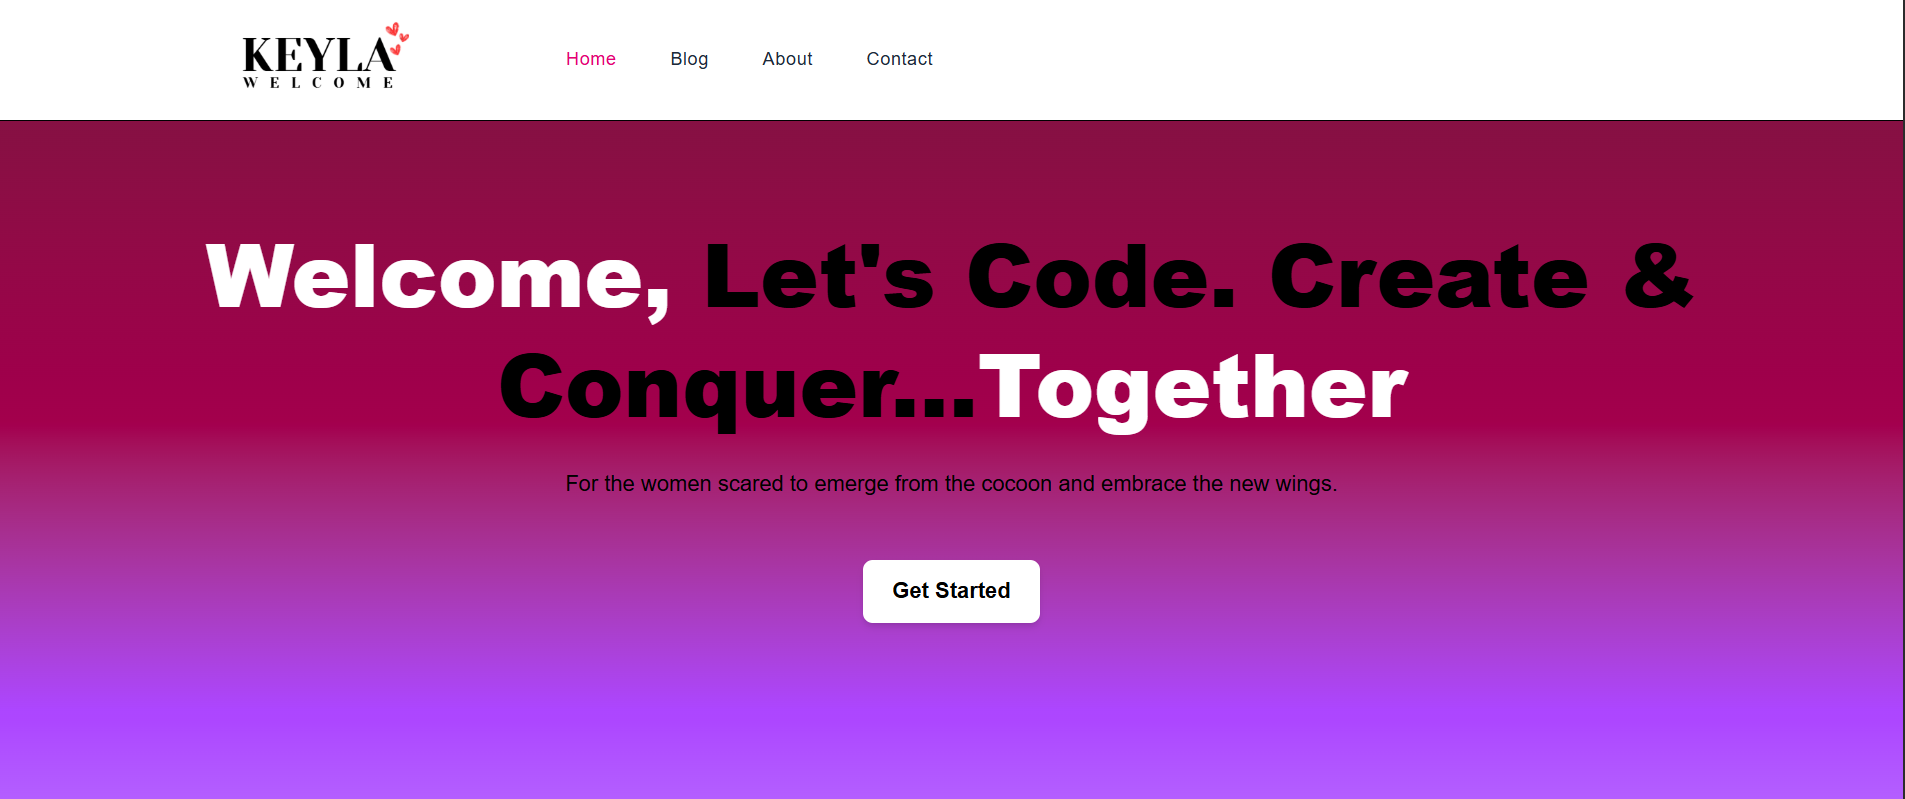 KEYLA
WELCOME
Home Blog About Contact
Welcome, Let's Code. Create &
Conquer...Together
For the women scared to emerge from the cocoon and embrace the new wings.
Get Started